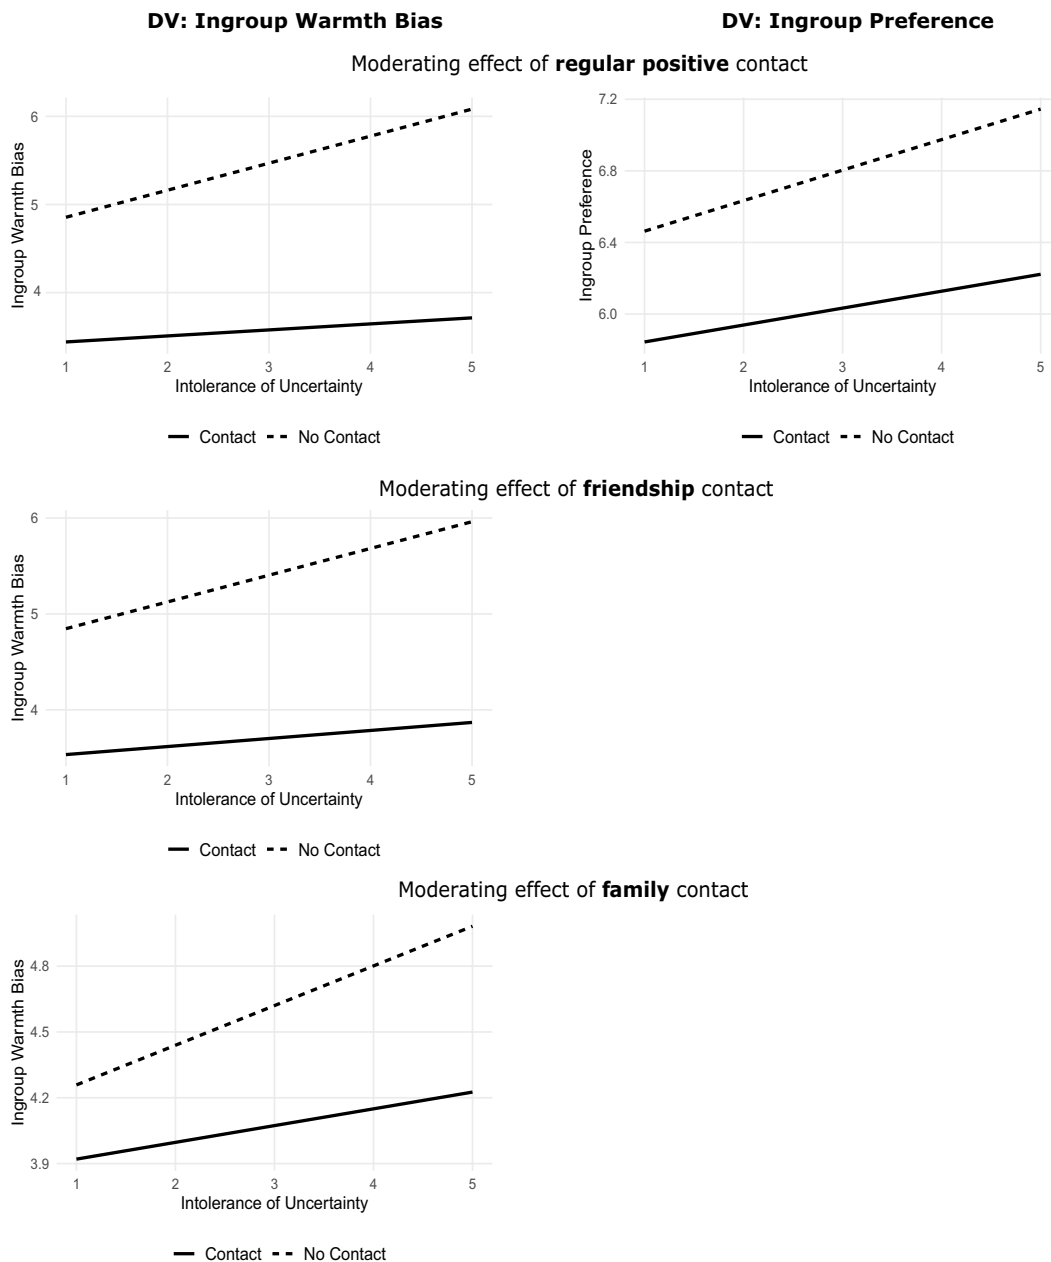 DV: Ingroup Warmth Bias
DV: Ingroup Preference
Moderating effect of regular positive contact
Ingroup Warmth Bias
6
5
4
1 2 3 4 5
Intolerance of Uncertainty
Contact No Contact
Ingroup Preference
7.2
6.8
6.4
6.0
1 2 3 4 5
Intolerance of Uncertainty
Contact No Contact
Moderating effect of friendship contact
Ingroup Warmth Bias
6
5
4
1 2 3 4 5
Intolerance of Uncertainty
Contact No Contact
Moderating effect of family contact
Ingroup Warmth Bias
4.8
4.5
4.2
3.9
1 2 3 4 5
Intolerance of Uncertainty
Contact No Contact